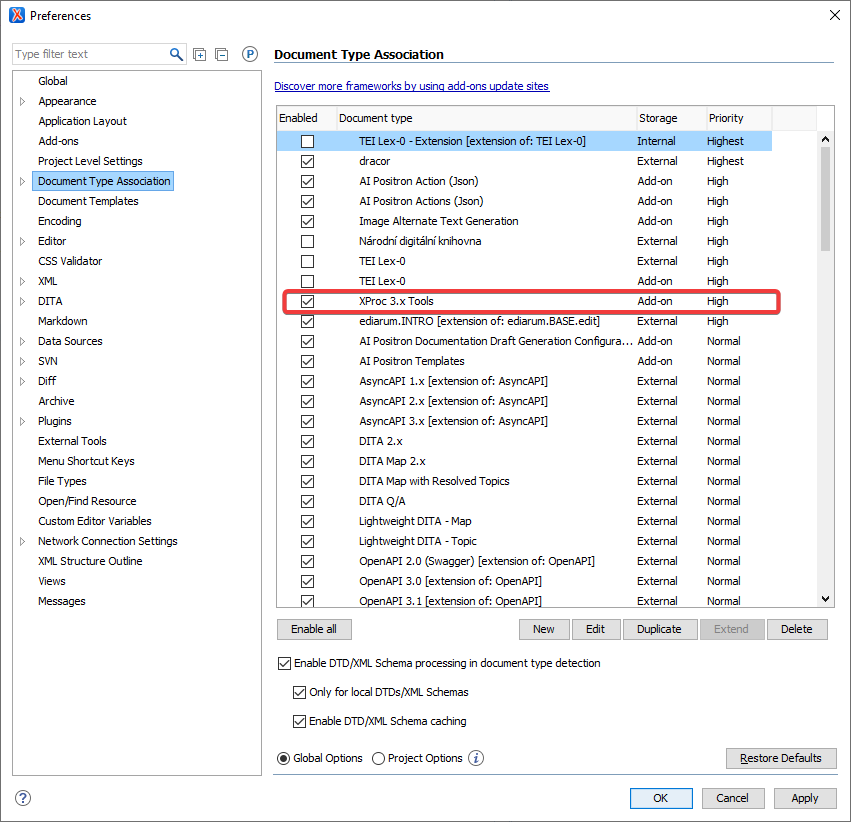 Preferences
Type filter text
P
Global
Appearance
Application Layout
Add-ons
Project Level Settings
Document Type Association
Document Templates
Encoding
Editor
CSS Validator
XML
DITA
Markdown
Data Sources
SVN
Diff
Archive
Plugins
External Tools
Menu Shortcut Keys
File Types
Open/Find Resource
Custom Editor Variables
Network Connection Settings
XML Structure Outline
Views
Messages
Document Type Association
Discover more frameworks by using add-ons update sites
Enabled Document type Storage Priority
TEI Lex-0 - Extension [extension of: TEI Lex-0] Internal Highest
dracor External Highest
AI Positron Action (Json) Add-on High
AI Positron Actions (Json) Add-on High
Image Alternate Text Generation Add-on High
Národní digitální knihovna External High
TEI Lex-0 External High
TEI Lex-0 Add-on High
XProc 3.x Tools Add-on High
ediarum.INTRO [extension of: ediarum.BASE.edit] External High
AI Positron Documentation Draft Generation Configura... Add-on Normal
AI Positron Templates Add-on Normal
AsyncAPI 1.x [extension of: AsyncAPI] External Normal
AsyncAPI 2.x [extension of: AsyncAPI] External Normal
AsyncAPI 3.x [extension of: AsyncAPI] External Normal
DITA 2.x External Normal
DITA Map 2.x External Normal
DITA Map with Resolved Topics External Normal
DITA Q/A External Normal
Lightweight DITA - Map External Normal
Lightweight DITA - Topic External Normal
OpenAPI 2.0 (Swagger) [extension of: OpenAPI] External Normal
OpenAPI 3.0 [extension of: OpenAPI] External Normal
OpenAPI 3.1 [extension of: OpenAPI] External Normal
Enable all New Edit Duplicate Extend Delete
Enable DTD/XML Schema processing in document type detection
Only for local DTDs/XML Schemas
Enable DTD/XML Schema caching
Global Options Project Options i Restore Defaults
? OK Cancel Apply